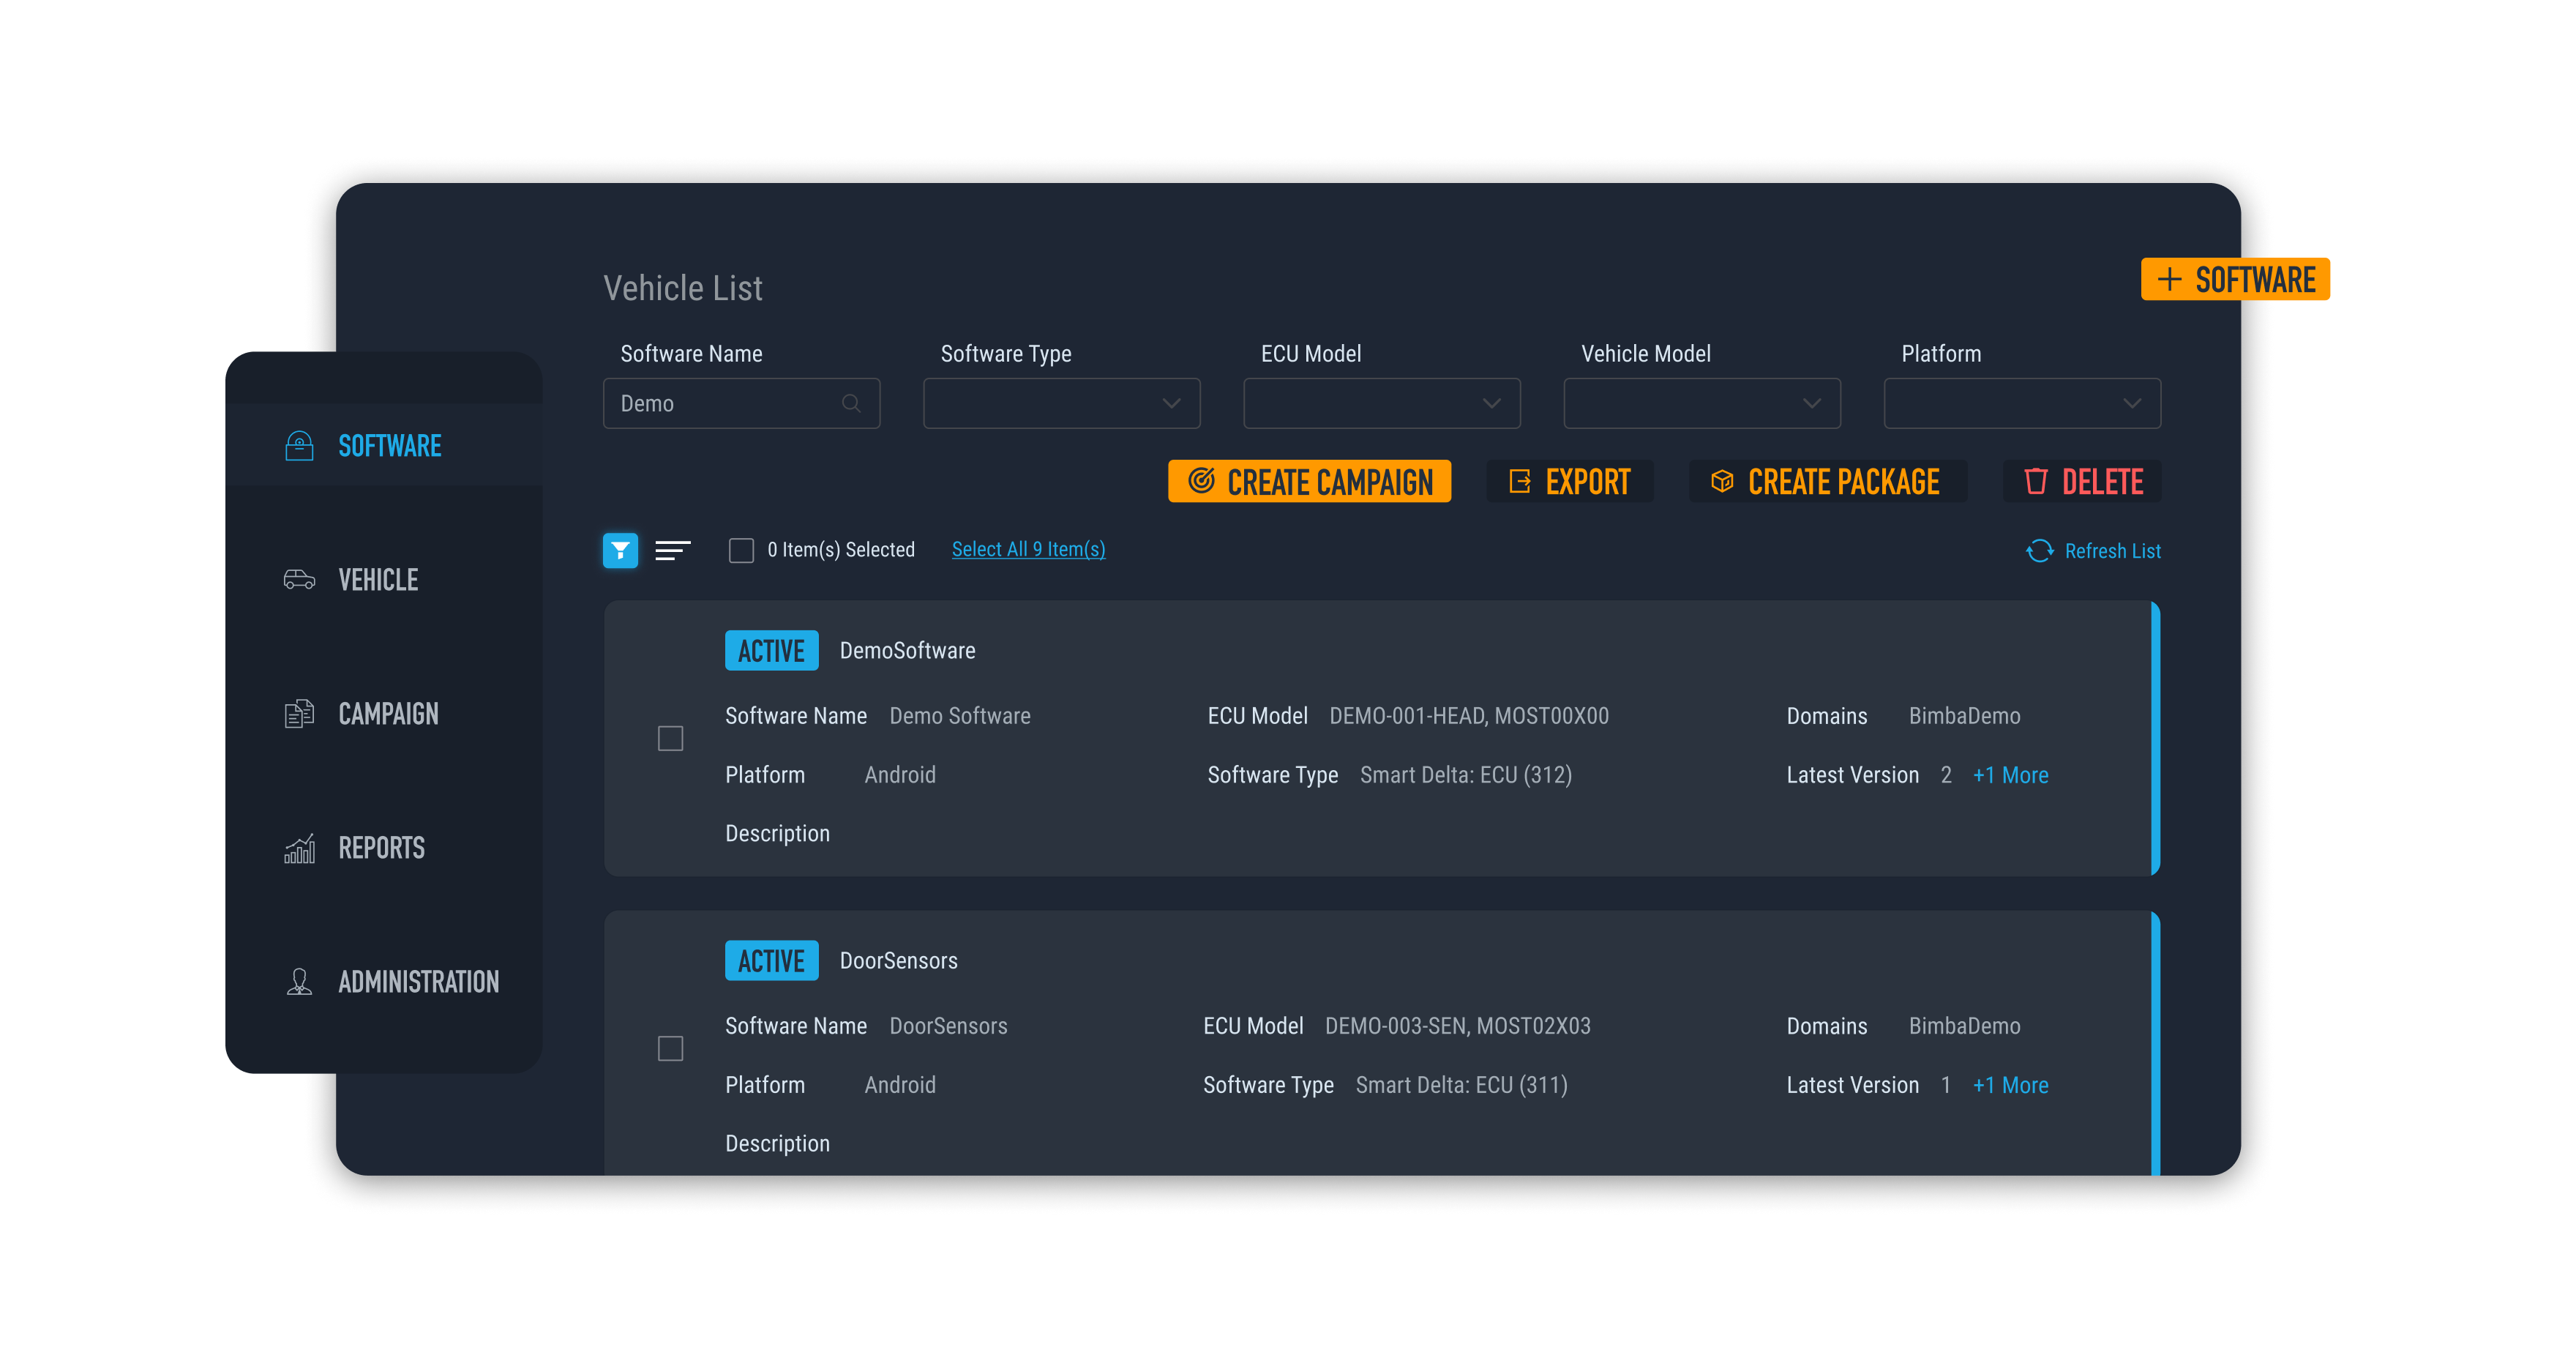 Vehicle List
+ SOFTWARE
Software Name Software Type ECU Model Vehicle Model Platform
Demo
CREATE CAMPAIGN EXPORT CREATE PACKAGE DELETE
0 Item(s) Selected Select All 9 Item(s) Refresh List
SOFTWARE
VEHICLE
CAMPAIGN
REPORTS
ADMINISTRATION
ACTIVE DemoSoftware
Software Name Demo Software ECU Model DEMO-001-HEAD, MOST00X00 Domains BimbaDemo
Platform Android Software Type Smart Delta: ECU (312) Latest Version 2 +1 More
Description
ACTIVE DoorSensors
Software Name DoorSensors ECU Model DEMO-003-SEN, MOST02X03 Domains BimbaDemo
Platform Android Software Type Smart Delta: ECU (311) Latest Version 1 +1 More
Description